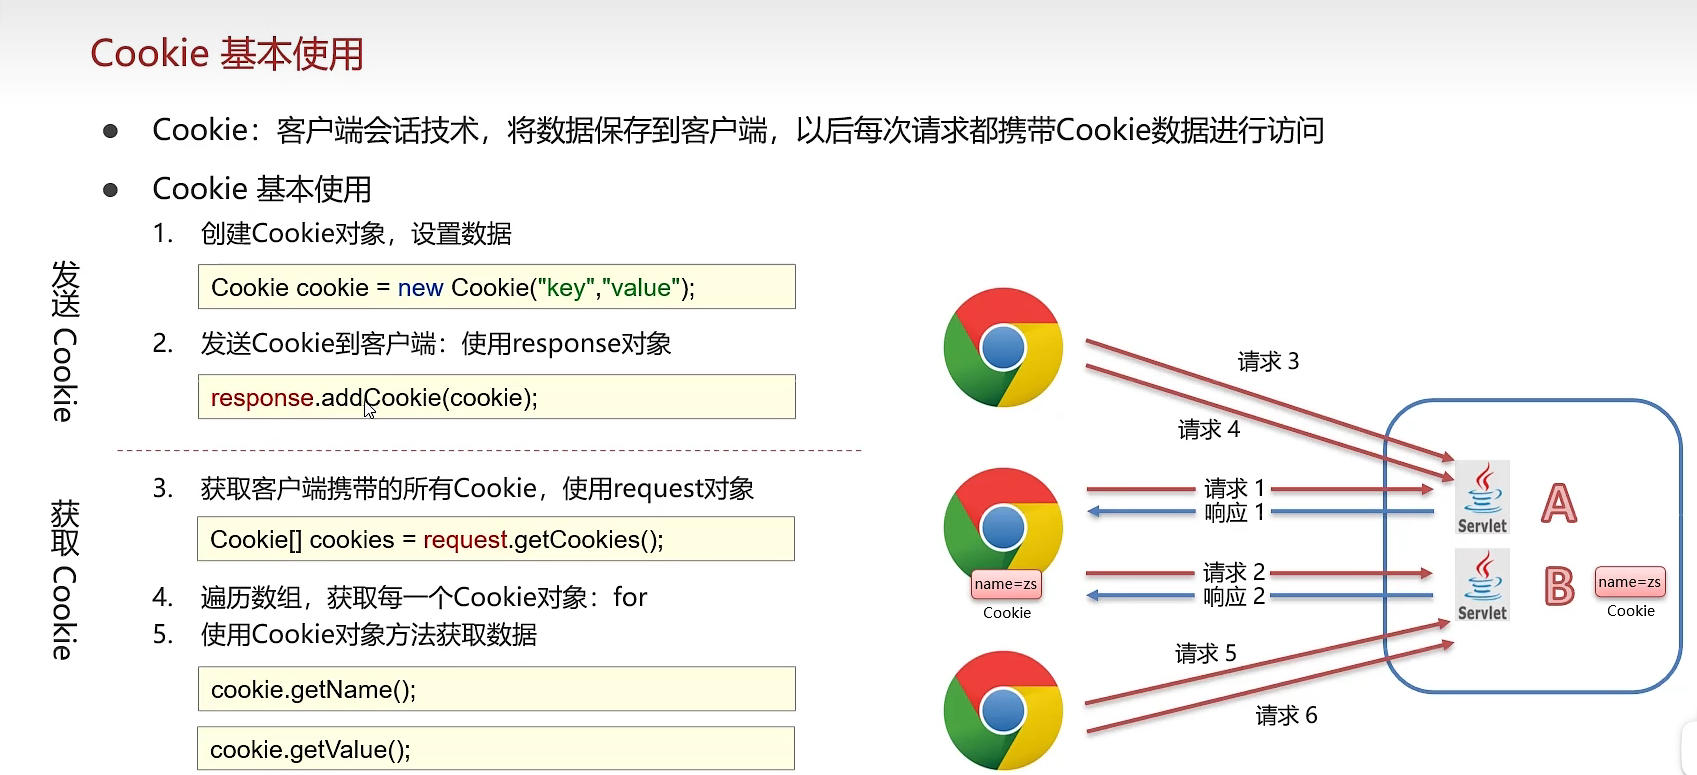 Cookie 基本使用
Cookie：客户端会话技术，将数据保存到客户端，以后每次请求都携带Cookie数据进行访问
Cookie 基本使用
发送 Cookie
1. 创建Cookie对象，设置数据
Cookie cookie = new Cookie("key","value");
2. 发送Cookie到客户端：使用response对象
response.addCookie(cookie);
获取 Cookie
3. 获取客户端携带的所有Cookie，使用request对象
Cookie[] cookies = request.getCookies();
4. 遍历数组，获取每一个Cookie对象：for
5. 使用Cookie对象方法获取数据
cookie.getName();
cookie.getValue();
请求 3
请求 4
请求 1
响应 1
Servlet
A
请求 2
响应 2
name=zs
Cookie
Servlet
B
name=zs
Cookie
请求 5
请求 6